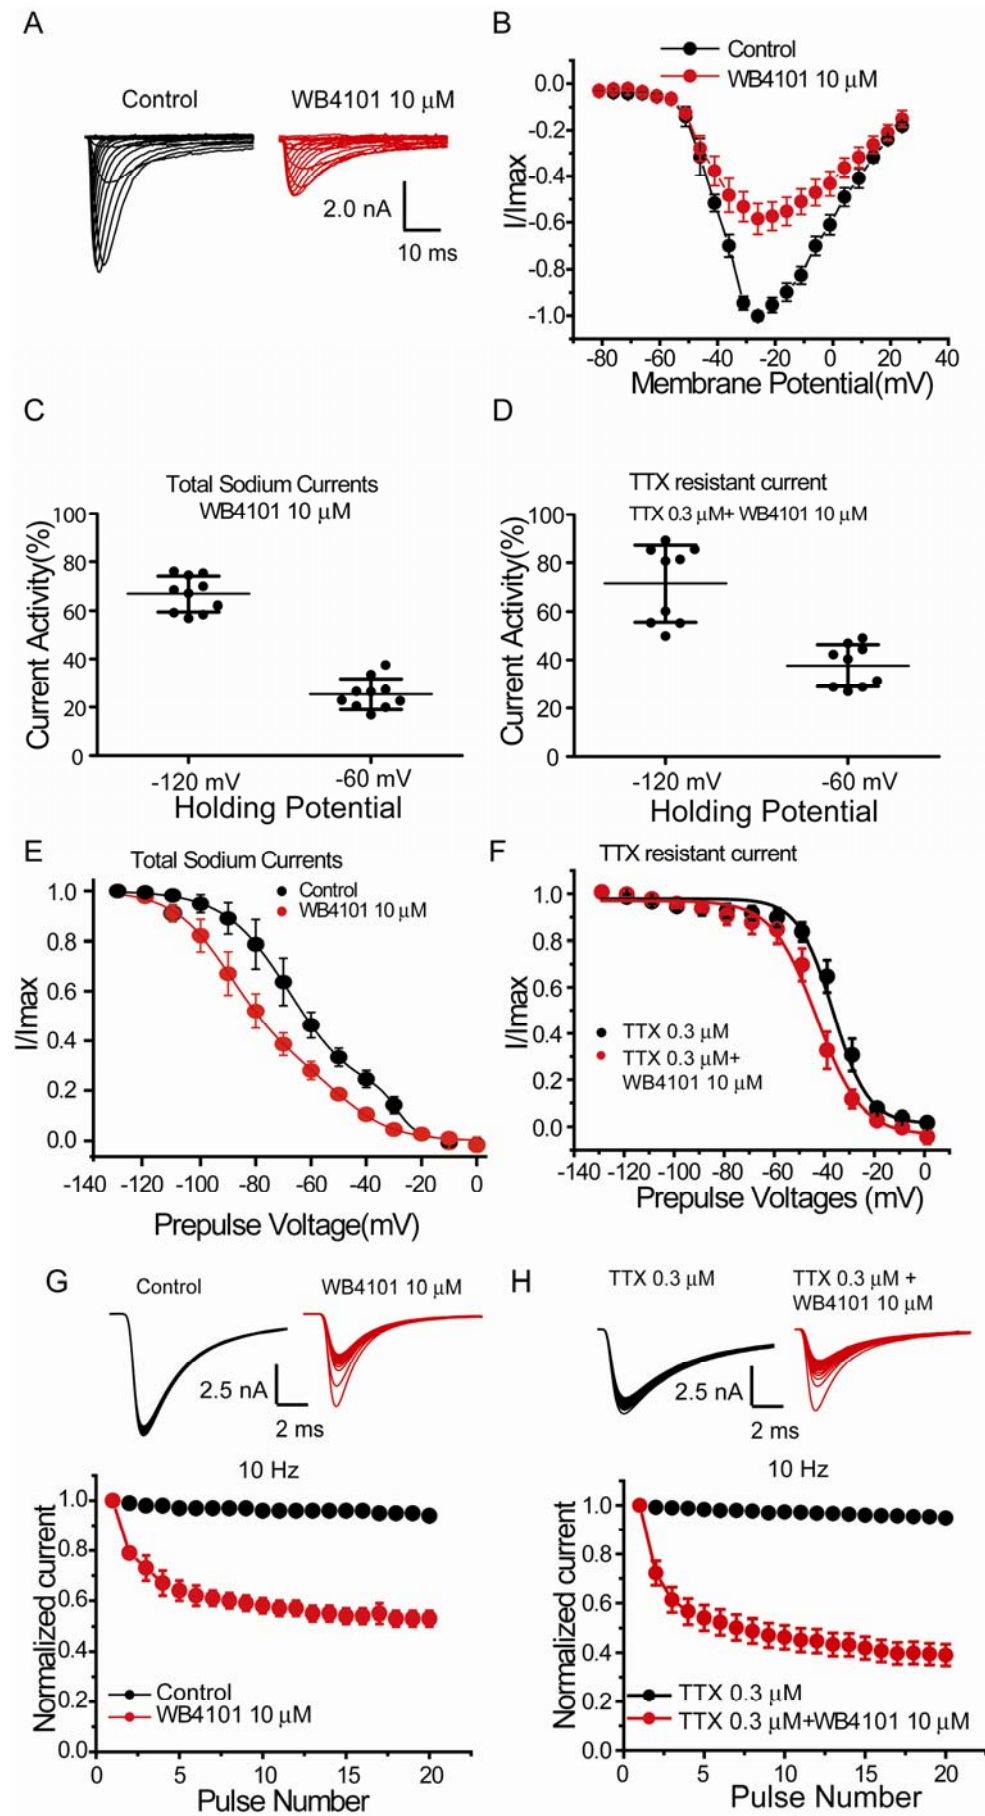 A
Control
WB4101 10 μM
2.0 nA
10 ms
B
Control
WB4101 10 μM
I/Imax
0.0
-0.2
-0.4
-0.6
-0.8
-1.0
-80 -60 -40 -20 0 20 40
Membrane Potential(mV)
C
Total Sodium Currents
WB4101 10 μM
Current Activity(%)
100
80
60
40
20
0
-120 mV -60 mV
Holding Potential
D
TTX resistant current
TTX 0.3 μM+ WB4101 10 μM
Current Activity(%)
100
80
60
40
20
0
-120 mV -60 mV
Holding Potential
E
Total Sodium Currents
Control
WB4101 10 μM
I/Imax
1.0
0.8
0.6
0.4
0.2
0.0
-140 -120 -100 -80 -60 -40 -20 0
Prepulse Voltage(mV)
F
TTX resistant current
I/Imax
1.0
0.8
0.6
0.4
0.2
0.0
TTX 0.3 μM
TTX 0.3 μM+
WB4101 10 μM
-140 -120 -100 -80 -60 -40 -20 0
Prepulse Voltages (mV)
G
Control
WB4101 10 μM
2.5 nA
2 ms
10 Hz
Normalized current
1.0
0.8
0.6
0.4
0.2
0.0
Control
WB4101 10 μM
0 5 10 15 20
Pulse Number
H
TTX 0.3 μM
TTX 0.3 μM +
WB4101 10 μM
2.5 nA
2 ms
10 Hz
Normalized current
1.0
0.8
0.6
0.4
0.2
0.0
TTX 0.3 μM
TTX 0.3 μM+WB4101 10 μM
0 5 10 15 20
Pulse Number